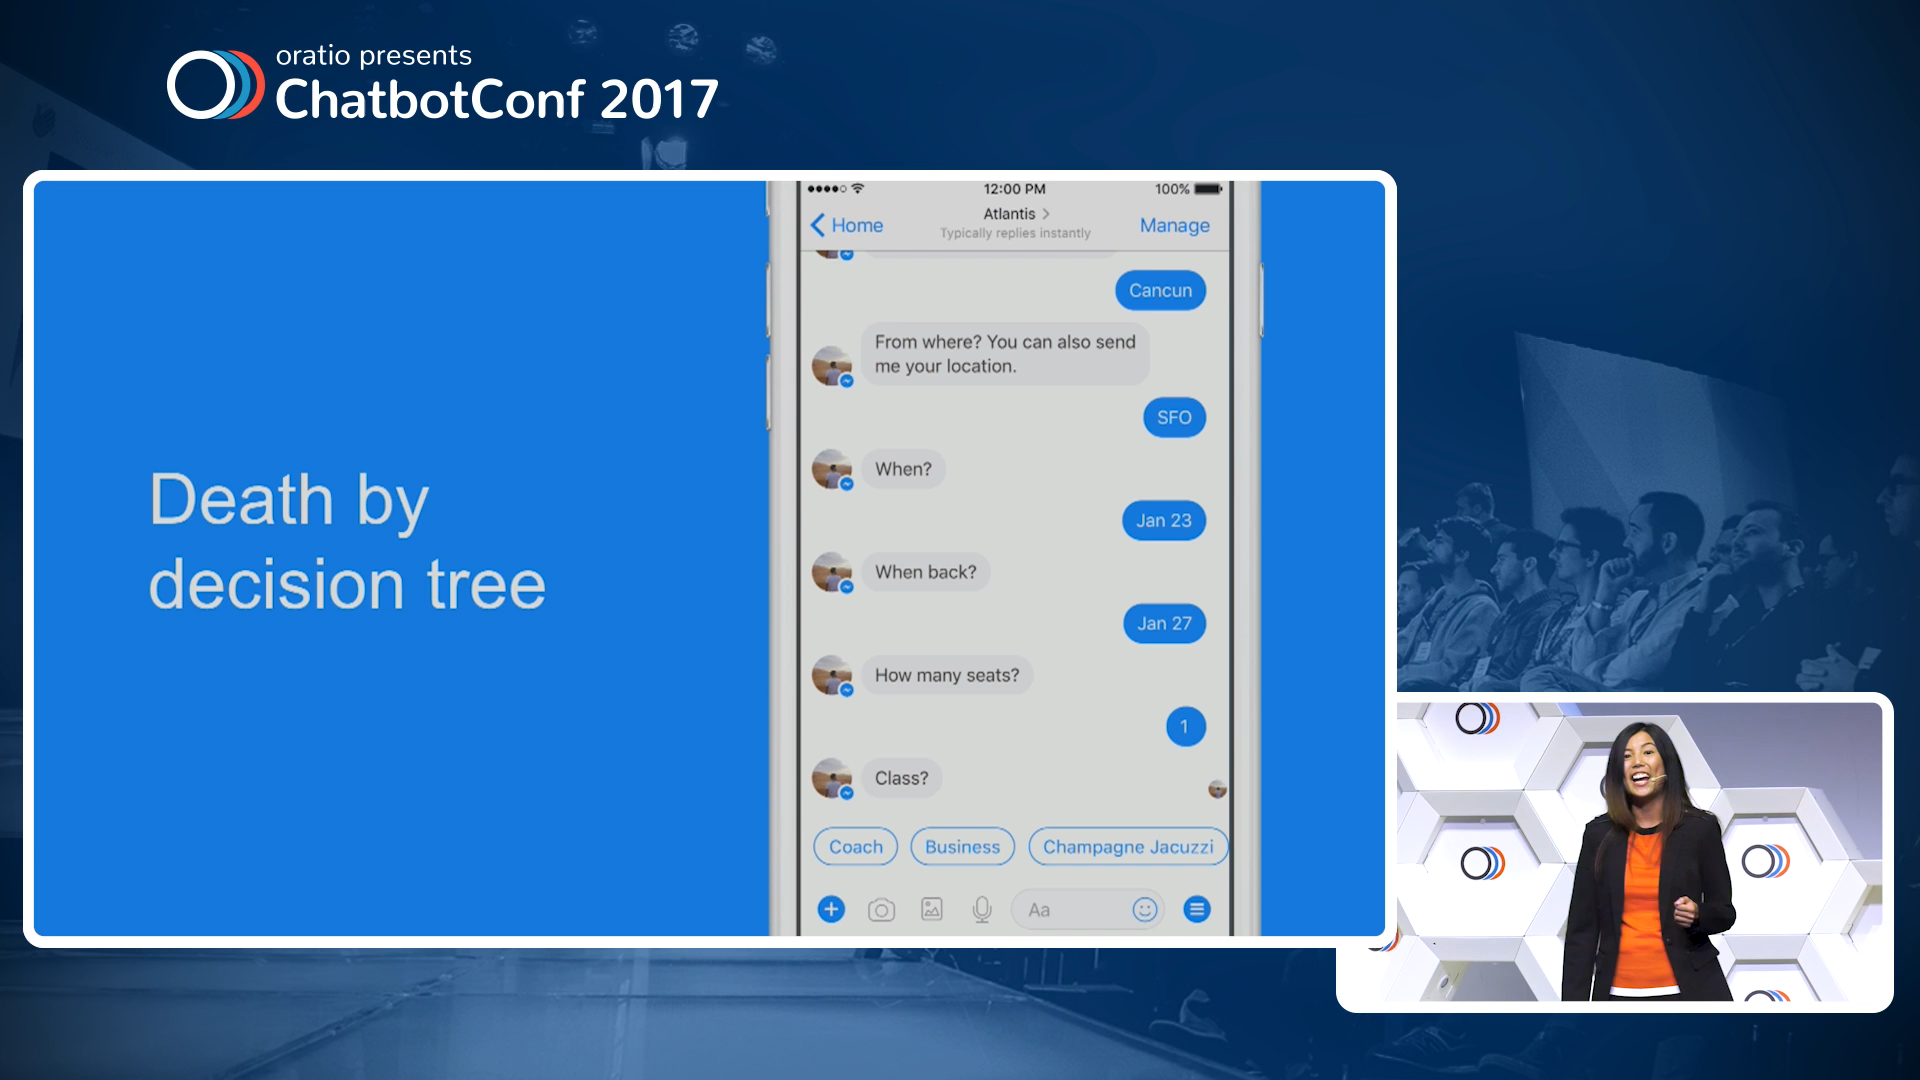 oratio presents
ChatbotConf 2017
Death by
decision tree
12:00 PM
100%
Home
Atlantis
Typically replies instantly
Manage
Cancun
From where? You can also send
me your location.
SFO
When?
Jan 23
When back?
Jan 27
How many seats?
1
Class?
Coach
Business
Champagne Jacuzzi
Aa